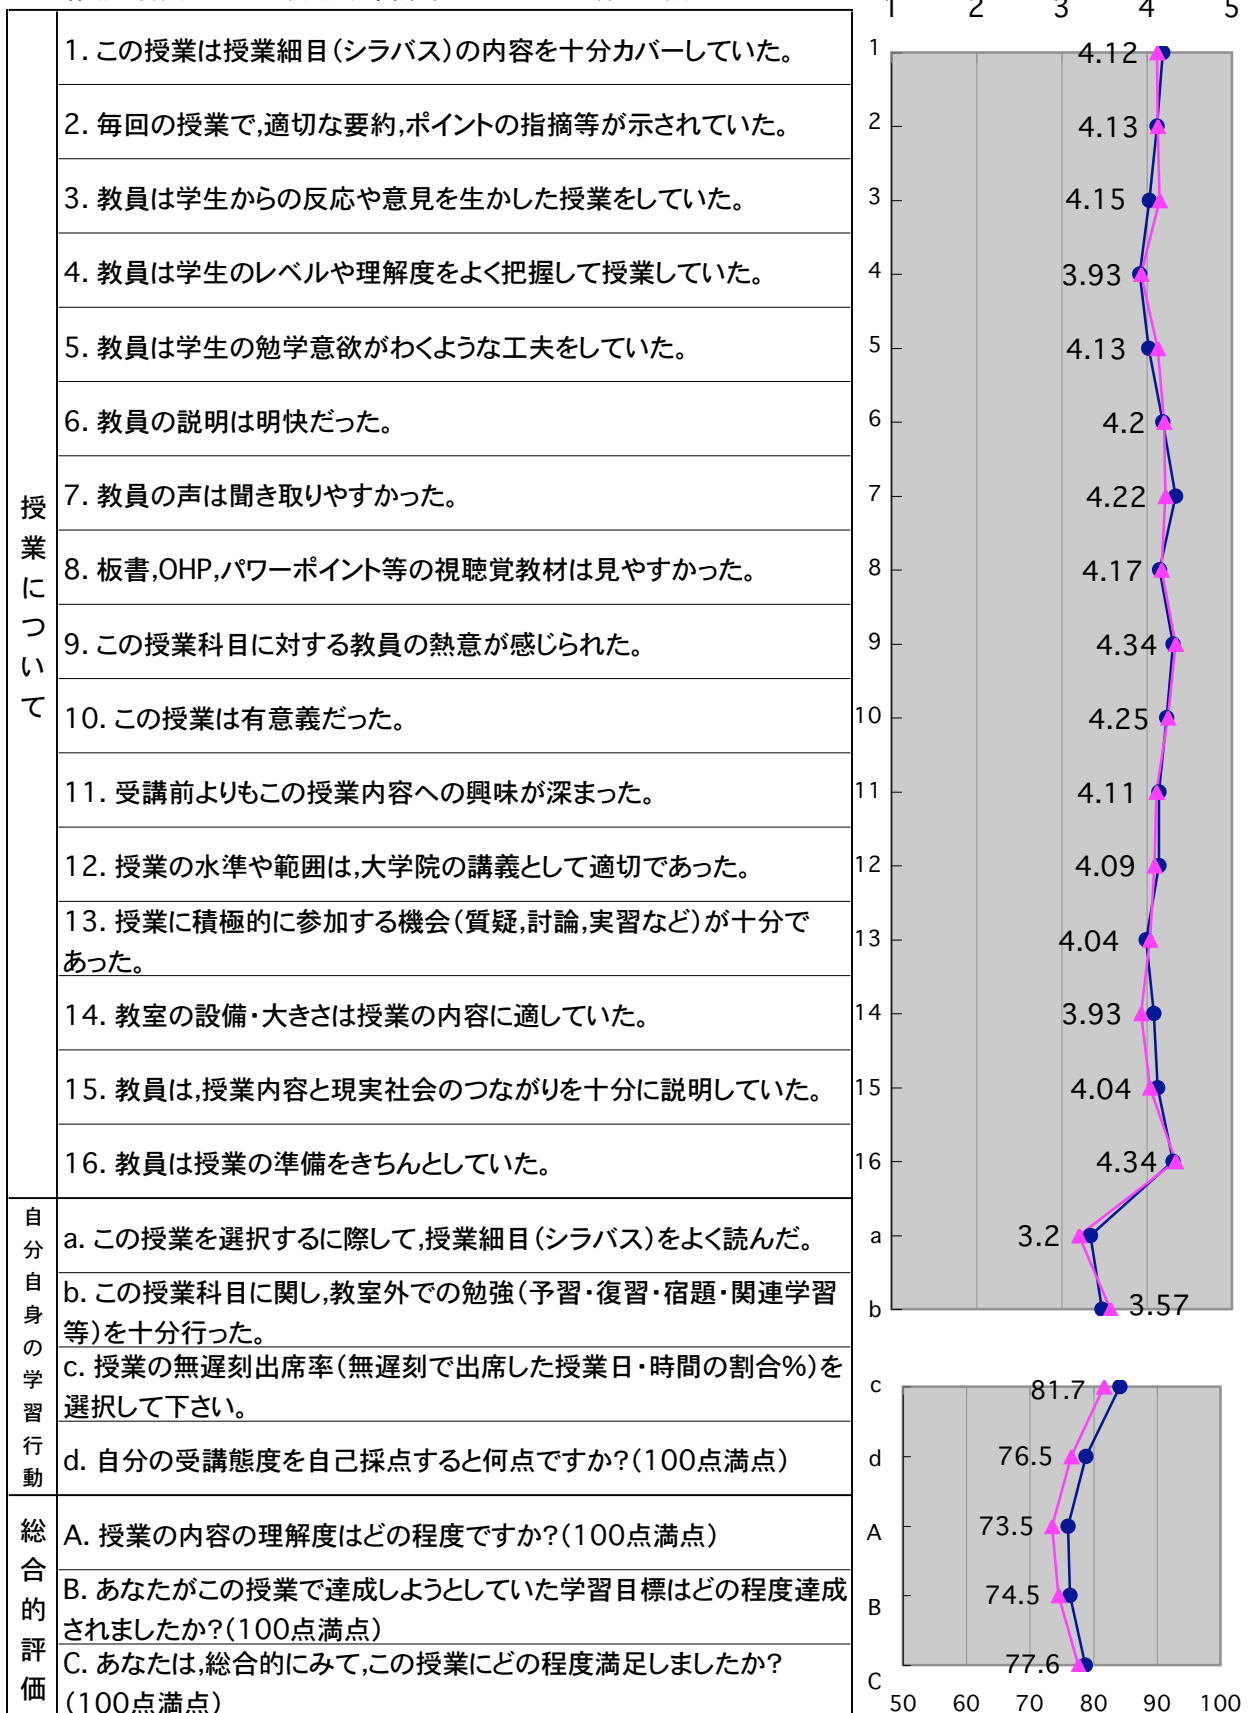 1 2 3 4 5
授業について
1. この授業は授業細目(シラバス)の内容を十分カバーしていた。
1 4.12
2. 毎回の授業で,適切な要約,ポイントの指摘等が示されていた。
2 4.13
3. 教員は学生からの反応や意見を生かした授業をしていた。
3 4.15
4. 教員は学生のレベルや理解度をよく把握して授業していた。
4 3.93
5. 教員は学生の勉学意欲がわくような工夫をしていた。
5 4.13
6. 教員の説明は明快だった。
6 4.2
7. 教員の声は聞き取りやすかった。
7 4.22
8. 板書,OHP,パワーポイント等の視聴覚教材は見やすかった。
8 4.17
9. この授業科目に対する教員の熱意が感じられた。
9 4.34
10. この授業は有意義だった。
10 4.25
11. 受講前よりもこの授業内容への興味が深まった。
11 4.11
12. 授業の水準や範囲は,大学院の講義として適切であった。
12 4.09
13. 授業に積極的に参加する機会(質疑,討論,実習など)が十分で
あった。
13 4.04
14. 教室の設備・大きさは授業の内容に適していた。
14 3.93
15. 教員は,授業内容と現実社会のつながりを十分に説明していた。
15 4.04
16. 教員は授業の準備をきちんとしていた。
16 4.34
自分自身の学習行動
a. この授業を選択するに際して,授業細目(シラバス)をよく読んだ。
a 3.2
b. この授業科目に関し,教室外での勉強(予習・復習・宿題・関連学習
等)を十分行った。
b 3.57
c. 授業の無遅刻出席率(無遅刻で出席した授業日・時間の割合%)を
選択して下さい。
c 81.7
d. 自分の受講態度を自己採点すると何点ですか?(100点満点)
d 76.5
総合的評価
A. 授業の内容の理解度はどの程度ですか?(100点満点)
A 73.5
B. あなたがこの授業で達成しようとしていた学習目標はどの程度達成
されましたか?(100点満点)
B 74.5
C. あなたは,総合的にみて,この授業にどの程度満足しましたか?
(100点満点)
C 77.6
50 60 70 80 90 100